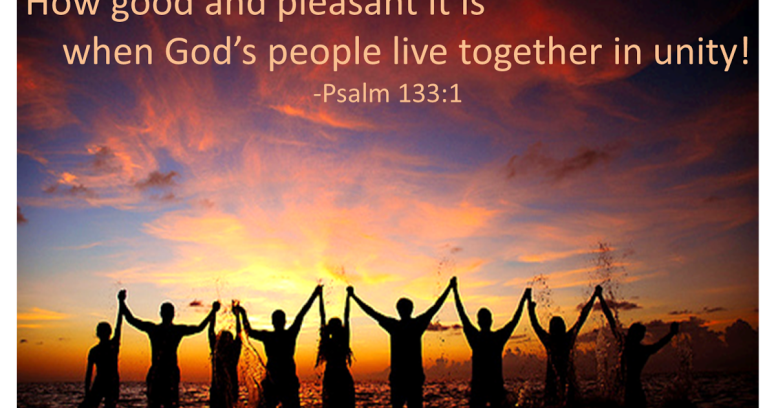 How good and pleasant it is
when God’s people live together in unity!
-Psalm 133:1